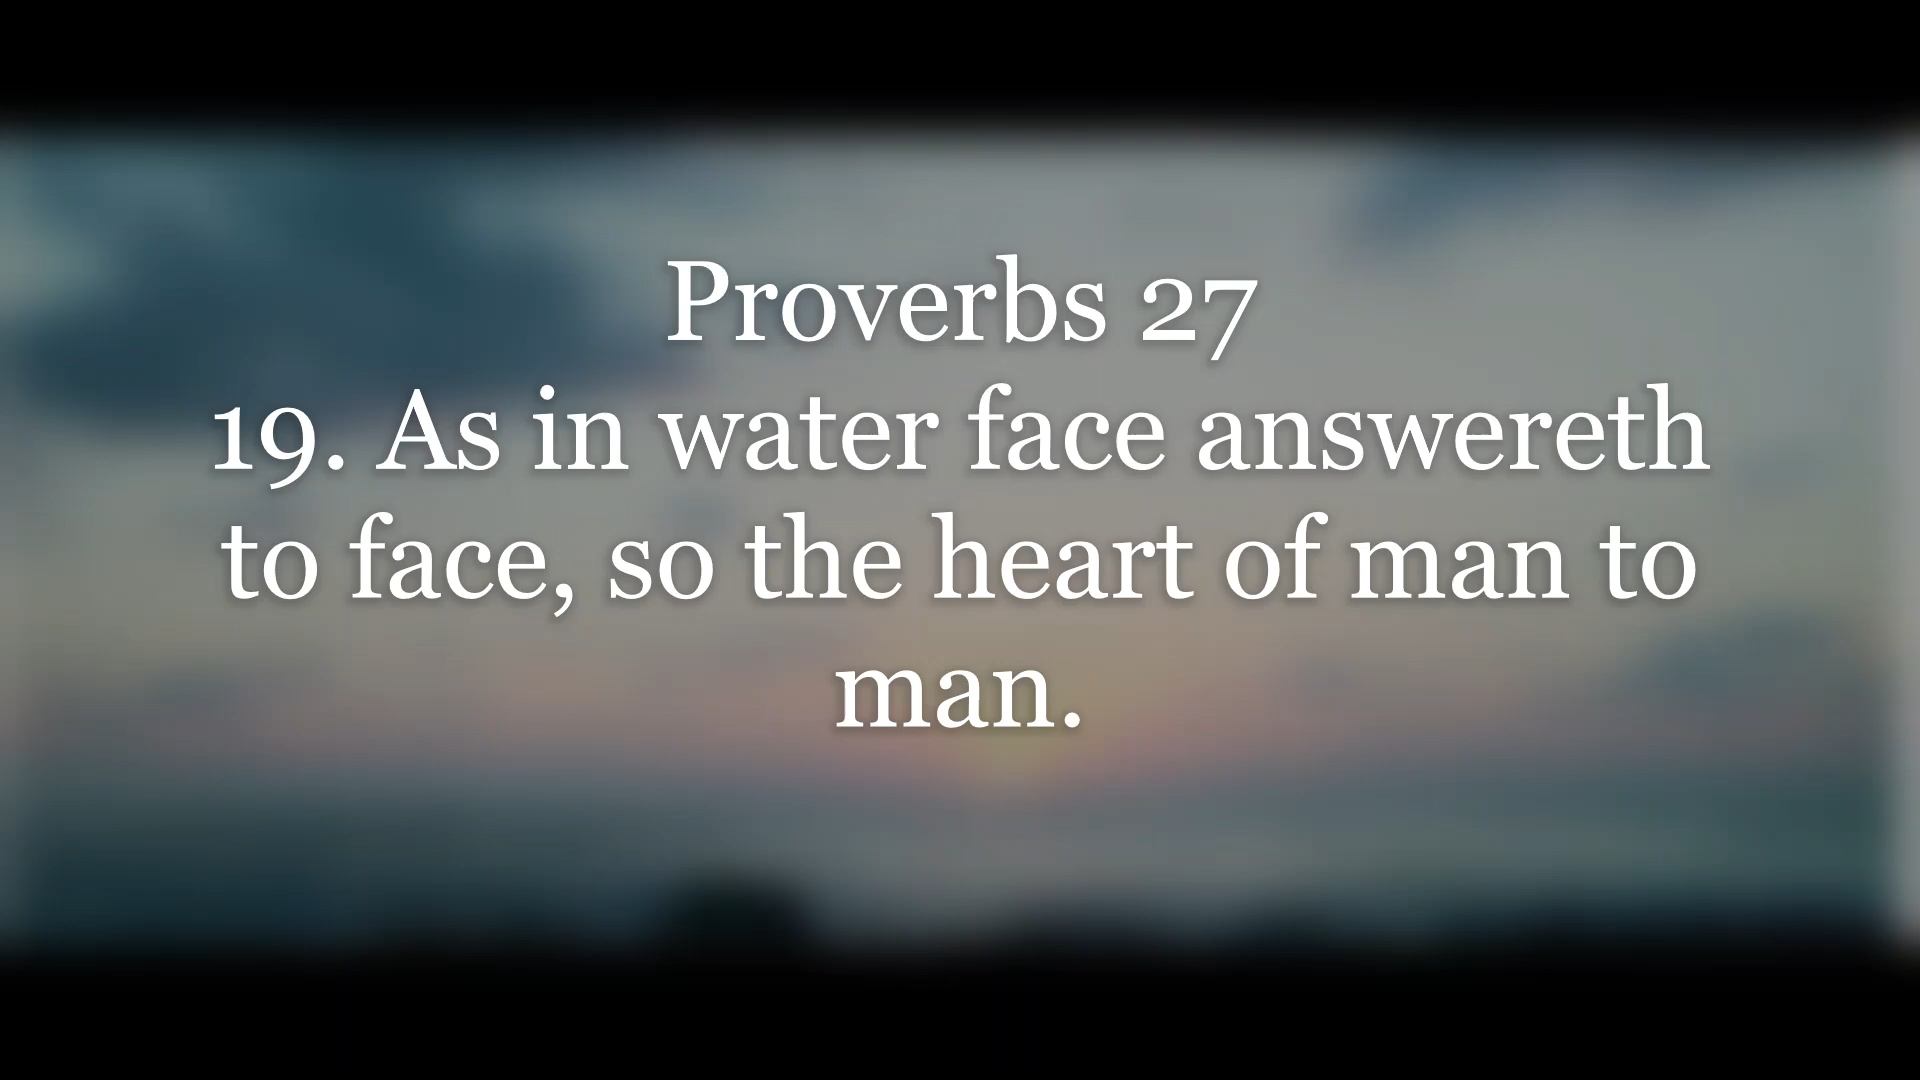 Proverbs 27
19. As in water face answereth
to face, so the heart of man to
man.